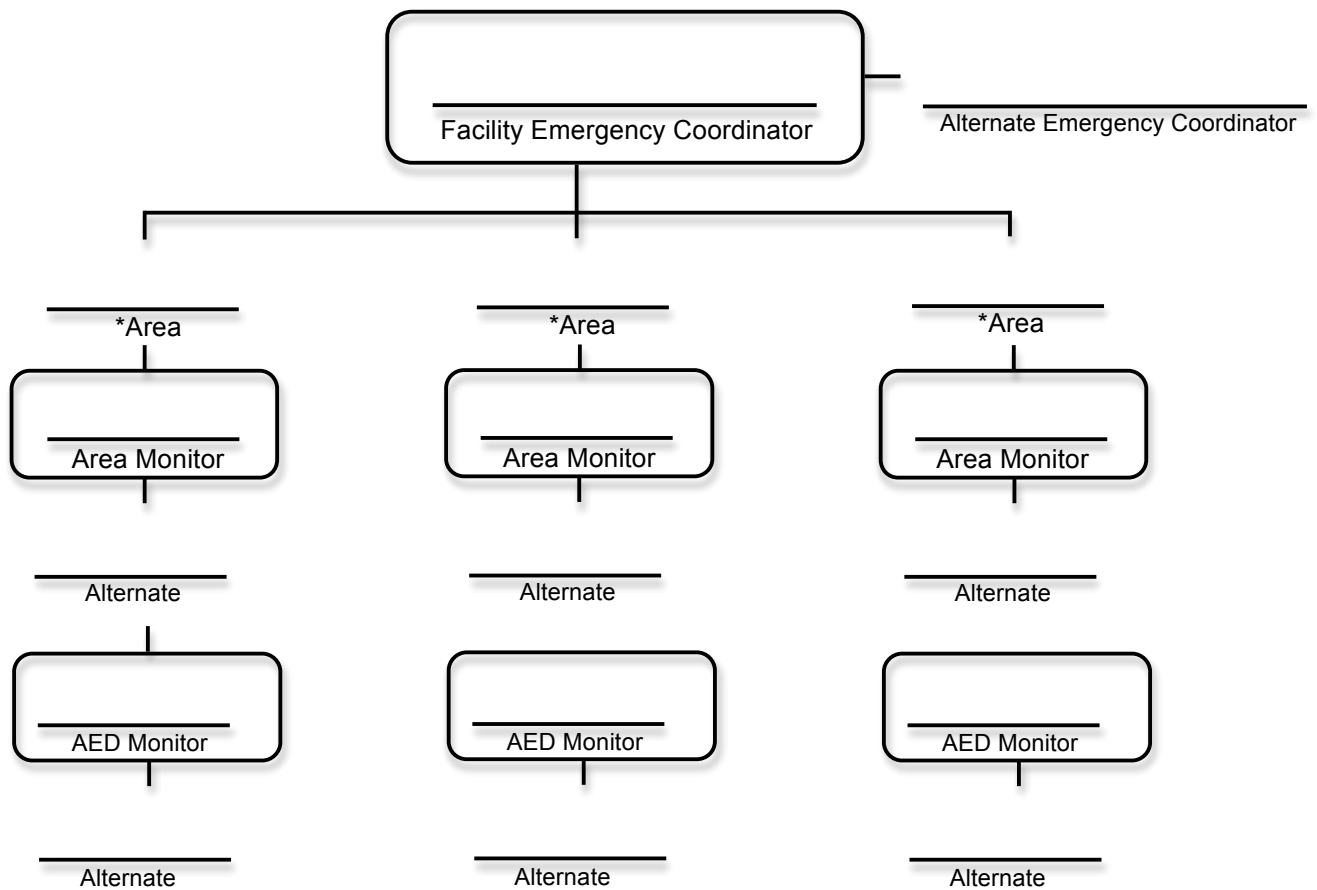 Facility Emergency Coordinator
Alternate Emergency Coordinator
*Area
*Area
*Area
Area Monitor
Area Monitor
Area Monitor
Alternate
Alternate
Alternate
AED Monitor
AED Monitor
AED Monitor
Alternate
Alternate
Alternate